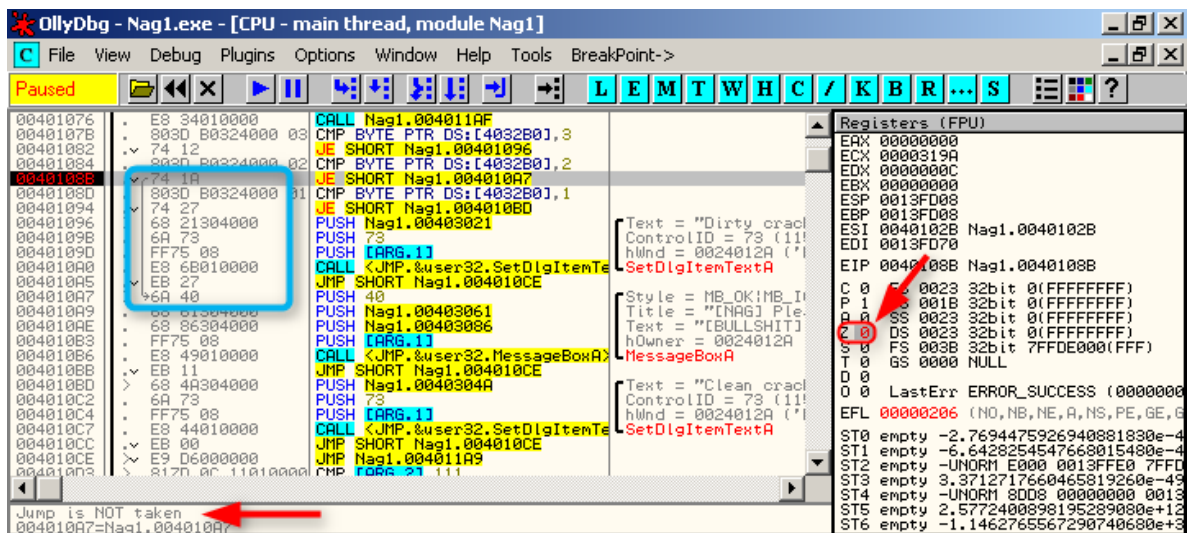 OllyDbg - Nag1.exe - [CPU - main thread, module Nag1]
C File View Debug Plugins Options Window Help Tools BreakPoint->
Paused L E M T W H C / K B R ... S ?
00401076 . E8 34010000 CALL Nag1.004011AF
0040107B . 803D B0324000 03 CMP BYTE PTR DS:[4032B0],3
00401082 .v 74 12 JE SHORT Nag1.00401096
00401084 . 803D B0324000 02 CMP BYTE PTR DS:[4032B0],2
0040108B .v 74 1A JE SHORT Nag1.004010A7
0040108D . 803D B0324000 01 CMP BYTE PTR DS:[4032B0],1
00401094 .v 74 27 JE SHORT Nag1.004010BD
00401096 . 68 21304000 PUSH Nag1.00403021 Text = "Dirty crac
0040109B . 6A 73 PUSH 73 ControlID = 73 (11
0040109D . FF75 08 PUSH [ARG.1] hWnd = 0024012A ('
004010A0 . E8 6B010000 CALL <JMP.&user32.SetDlgItemTe SetDlgItemTextA
004010A5 .v EB 27 JMP SHORT Nag1.004010CE
004010A7 > 6A 40 PUSH 40 Style = MB_OK|MB_I
004010A9 . 68 61304000 PUSH Nag1.00403061 Title = "[NAG] Ple
004010AE . 68 86304000 PUSH Nag1.00403086 Text = "[BULLSHIT]
004010B3 . FF75 08 PUSH [ARG.1] hOwner = 0024012A
004010B6 . E8 49010000 CALL <JMP.&user32.MessageBoxA> MessageBoxA
004010BB .v EB 11 JMP SHORT Nag1.004010CE
004010BD > 68 4A304000 PUSH Nag1.0040304A Text = "Clean crac
004010C2 . 6A 73 PUSH 73 ControlID = 73 (11
004010C4 . FF75 08 PUSH [ARG.1] hWnd = 0024012A ('
004010C7 . E8 44010000 CALL <JMP.&user32.SetDlgItemTe SetDlgItemTextA
004010CC .v EB 00 JMP SHORT Nag1.004010CE
004010CE >v E9 D6000000 JMP Nag1.004011A9
004010D3 > 817D 0C 11010000 CMP [ARG.2],111
Jump is NOT taken
004010A7=Nag1.004010A7
Registers (FPU)
EAX 00000000
ECX 0000319A
EDX 0000000C
EBX 00000000
ESP 0013FD08
EBP 0013FD08
ESI 0040102B Nag1.0040102B
EDI 0013FD70
EIP 0040108B Nag1.0040108B
C 0 ES 0023 32bit 0(FFFFFFFF)
P 1 CS 001B 32bit 0(FFFFFFFF)
A 0 SS 0023 32bit 0(FFFFFFFF)
Z 0 DS 0023 32bit 0(FFFFFFFF)
S 0 FS 003B 32bit 7FFDE000(FFF)
T 0 GS 0000 NULL
D 0
O 0 LastErr ERROR_SUCCESS (0000000
EFL 00000206 (NO,NB,NE,A,NS,PE,GE,G
ST0 empty -2.7694475926940881830e-4
ST1 empty -6.6428254547668015480e-4
ST2 empty -UNORM E000 0013FFE0 7FFD
ST3 empty 3.3712717660465819260e-49
ST4 empty -UNORM 8DD8 00000000 0013
ST5 empty 2.5772400898195289080e+12
ST6 empty -1.1462765567290740680e+3